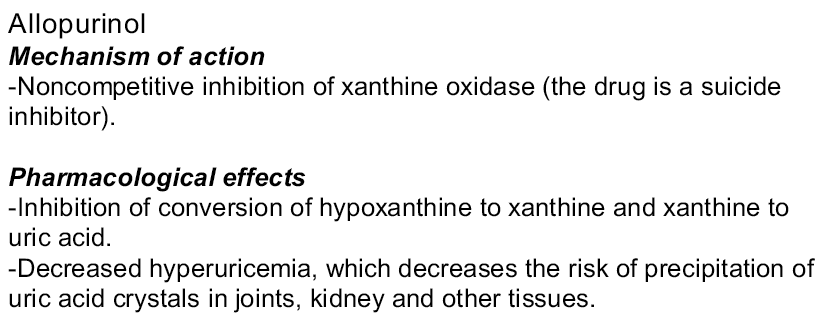 Allopurinol
Mechanism of action
-Noncompetitive inhibition of xanthine oxidase (the drug is a suicide
inhibitor).
Pharmacological effects
-Inhibition of conversion of hypoxanthine to xanthine and xanthine to
uric acid.
-Decreased hyperuricemia, which decreases the risk of precipitation of
uric acid crystals in joints, kidney and other tissues.